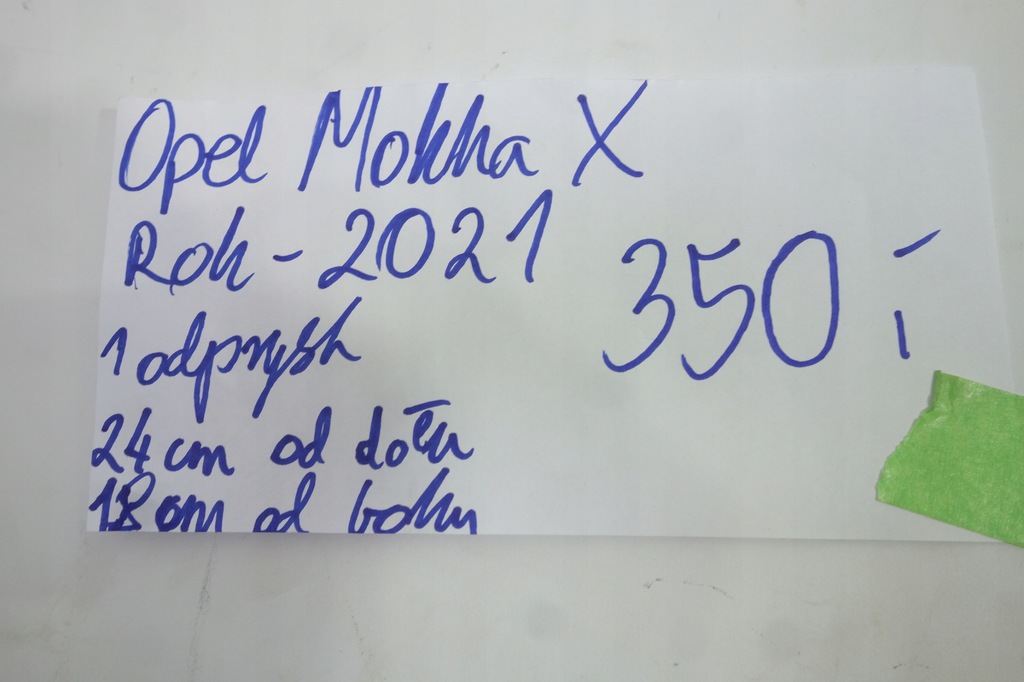 Opel Mokka X
Rok - 2021
350,-
1 odprysk
24 cm od dołu
18 cm od boku